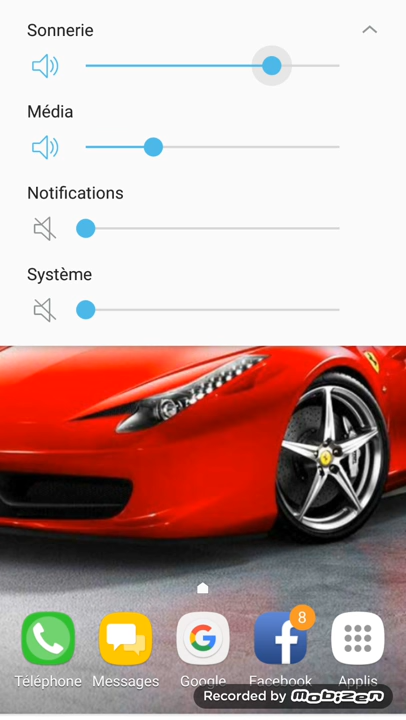 Sonnerie
Média
Notifications
Système
8
Téléphone Messages Google Facebook Applis
Recorded by MOBIZEN